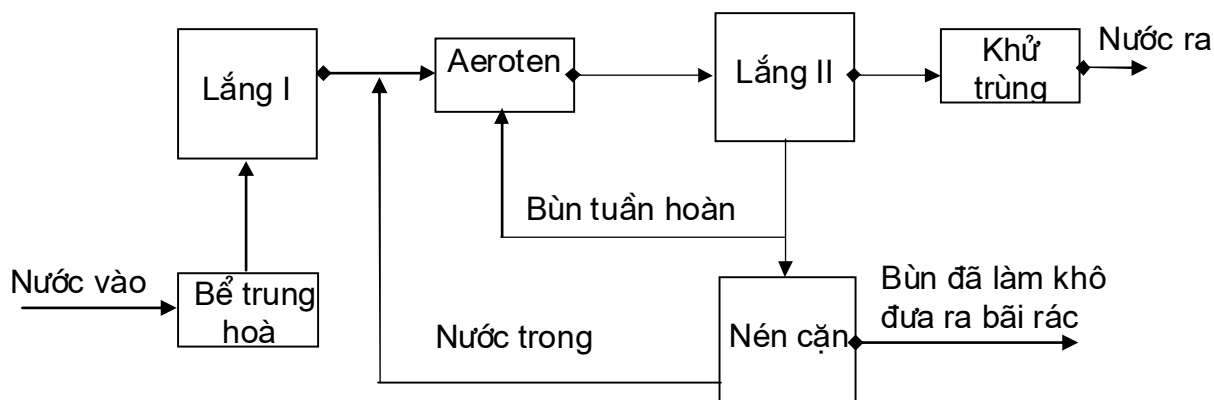 Nước ra
Khử
trùng
Aeroten
Lắng I
Lắng II
Bùn tuần hoàn
Nước vào
Bể trung
hoà
Bùn đã làm khô
đưa ra bãi rác
Nước trong
Nén cặn